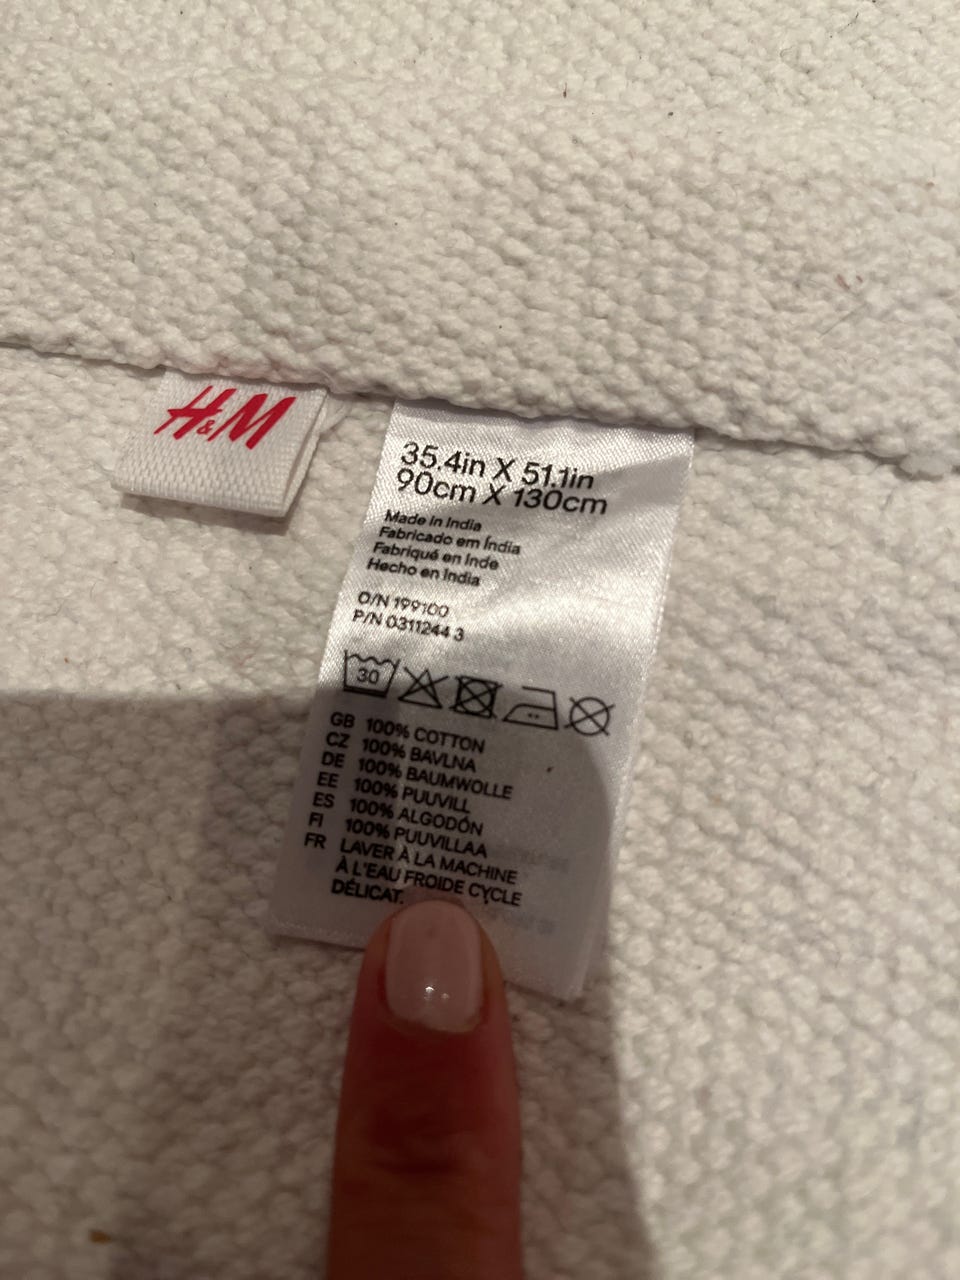 H&M
35.4in X 51.1in
90cm X 130cm
Made in India
Fabricado em Índia
Fabriqué en Inde
Hecho en India
O/N 199100
P/N 0311244 3
30
GB 100% COTTON
CZ 100% BAVLNA
DE 100% BAUMWOLLE
EE 100% PUUVILL
ES 100% ALGODÓN
FI 100% PUUVILLAA
FR LAVER À LA MACHINE
À L'EAU FROIDE CYCLE
DÉLICAT.